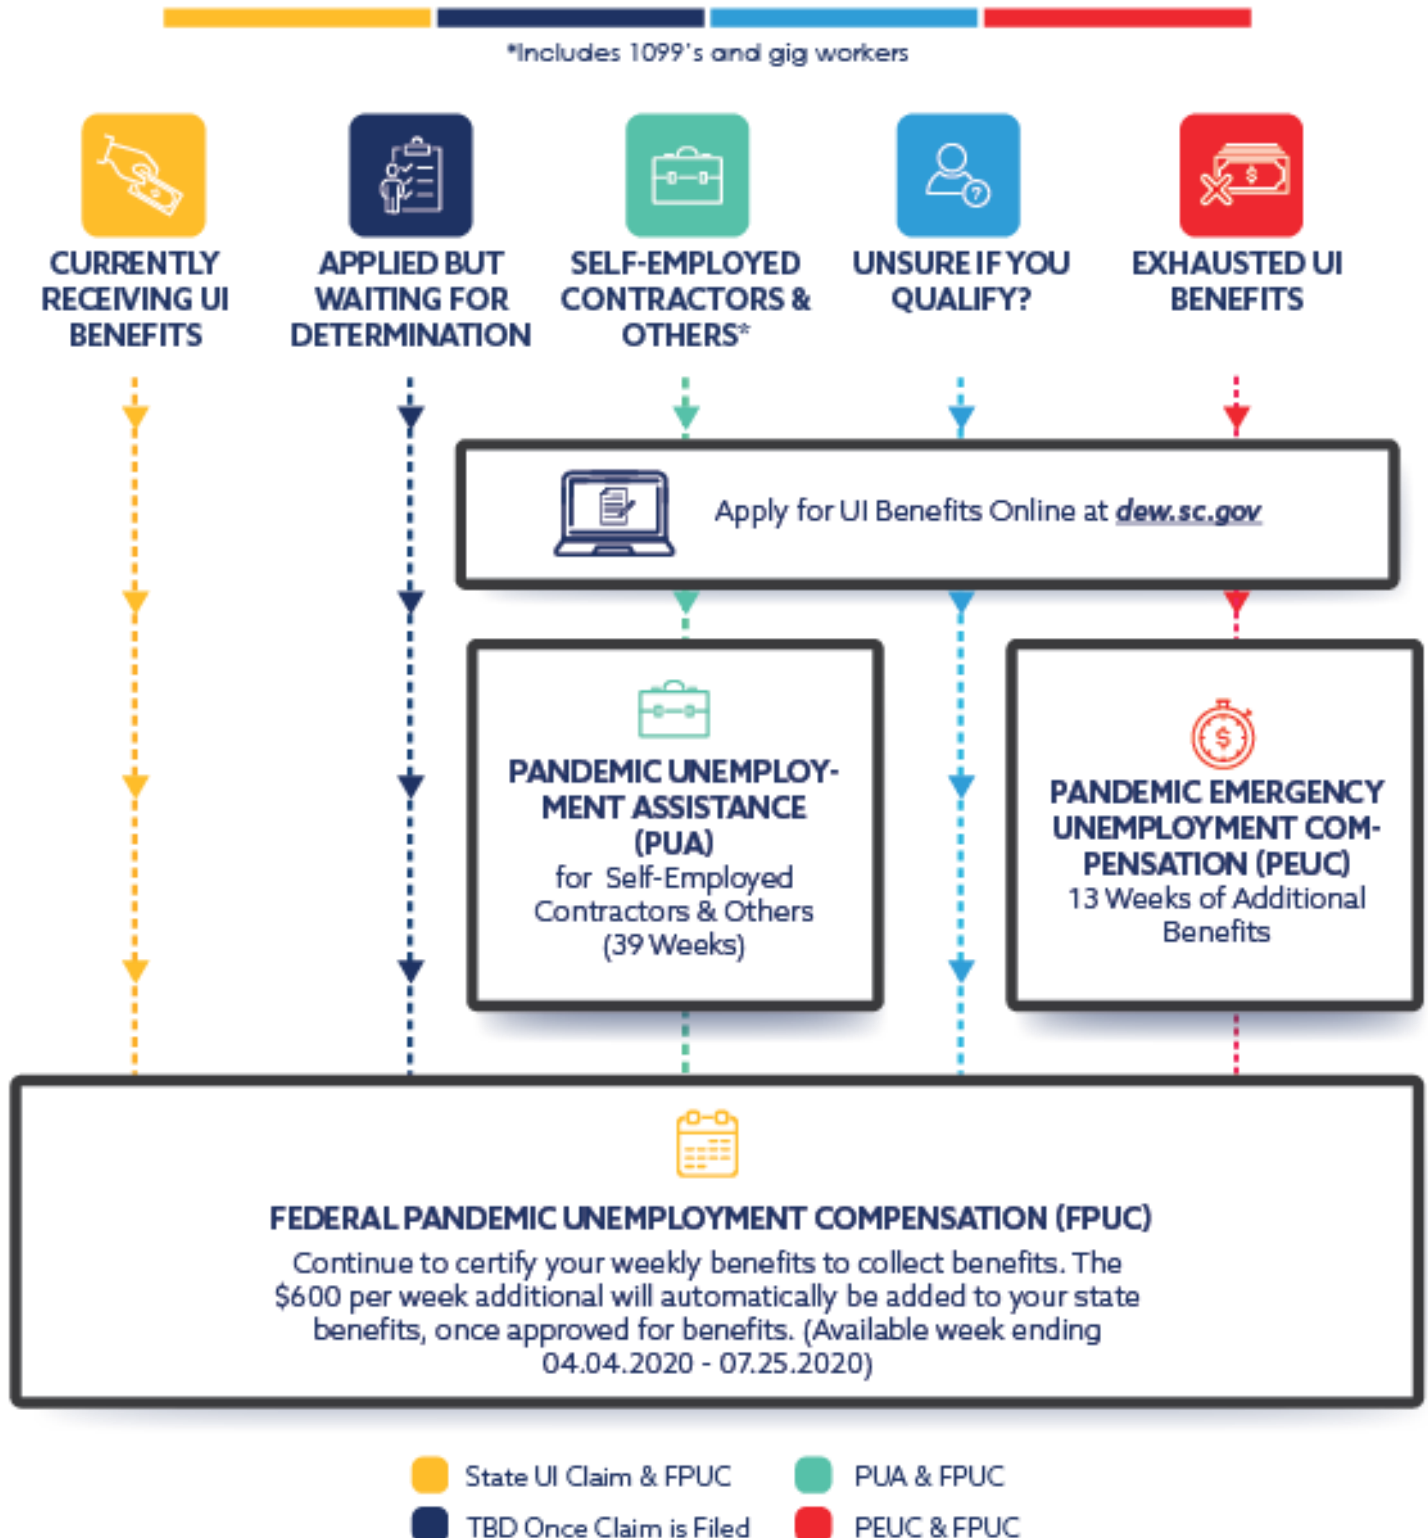 *Includes 1099's and gig workers
CURRENTLY
RECEIVING UI
BENEFITS
APPLIED BUT
WAITING FOR
DETERMINATION
SELF-EMPLOYED
CONTRACTORS &
OTHERS*
UNSURE IF YOU
QUALIFY?
EXHAUSTED UI
BENEFITS
Apply for UI Benefits Online at dew.sc.gov
PANDEMIC UNEMPLOY-
MENT ASSISTANCE
(PUA)
for Self-Employed
Contractors & Others
(39 Weeks)
PANDEMIC EMERGENCY
UNEMPLOYMENT COM-
PENSATION (PEUC)
13 Weeks of Additional
Benefits
FEDERAL PANDEMIC UNEMPLOYMENT COMPENSATION (FPUC)
Continue to certify your weekly benefits to collect benefits. The
$600 per week additional will automatically be added to your state
benefits, once approved for benefits. (Available week ending
04.04.2020 - 07.25.2020)
State UI Claim & FPUC
PUA & FPUC
TBD Once Claim is Filed
PEUC & FPUC